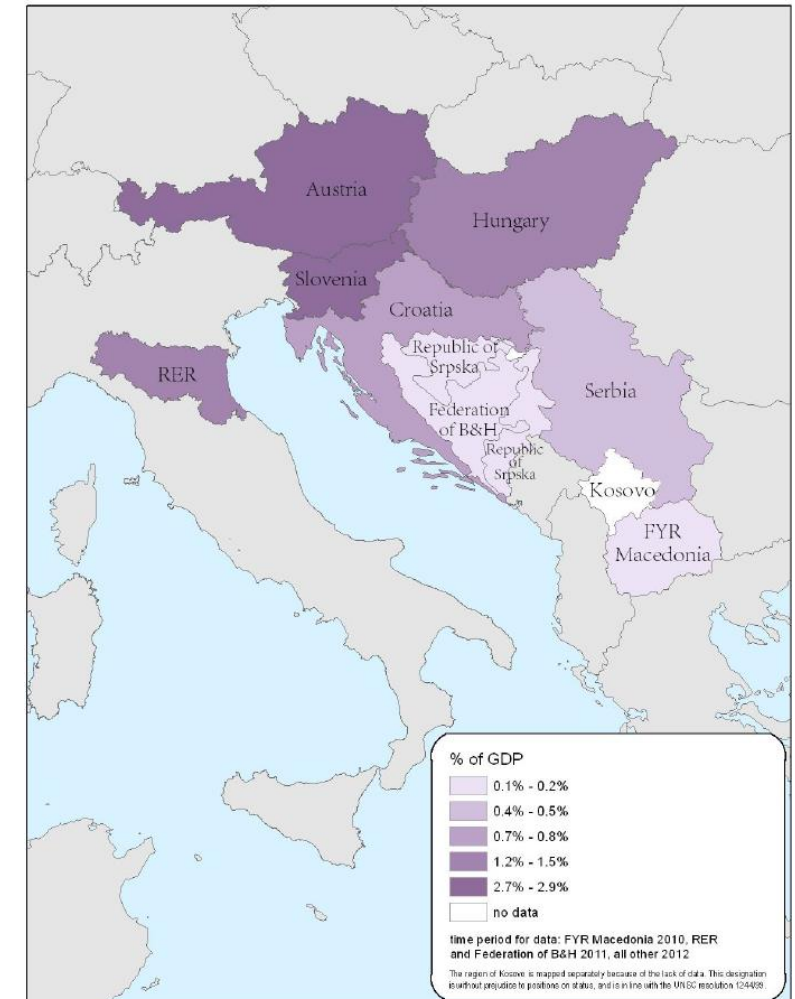 Austria
Hungary
Slovenia
Croatia
Republic of
Srpska
RER
Serbia
Federation
of B&H
Republic
of
Srpska
Kosovo
FYR
Macedonia
% of GDP
0.1% - 0.2%
0.4% - 0.5%
0.7% - 0.8%
1.2% - 1.5%
2.7% - 2.9%
no data
time period for data: FYR Macedonia 2010, RER
and Federation of B&H 2011, all other 2012
The region of Kosovo is mapped separately because of the lack of data. This designation
is without prejudice to positions on status, and is in line with the UNSC resolution 1244/99.